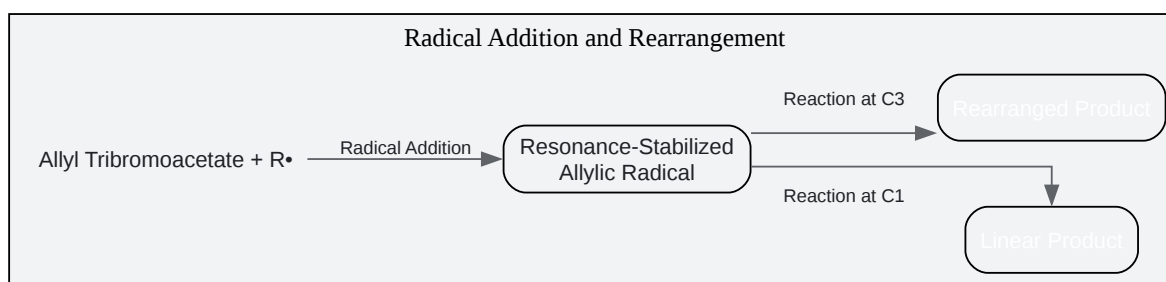 Radical Addition and Rearrangement
Reaction at C3
Rearranged Product
Allyl Tribromoacetate + R•
Radical Addition
Resonance-Stabilized
Allylic Radical
Reaction at C1
Linear Product